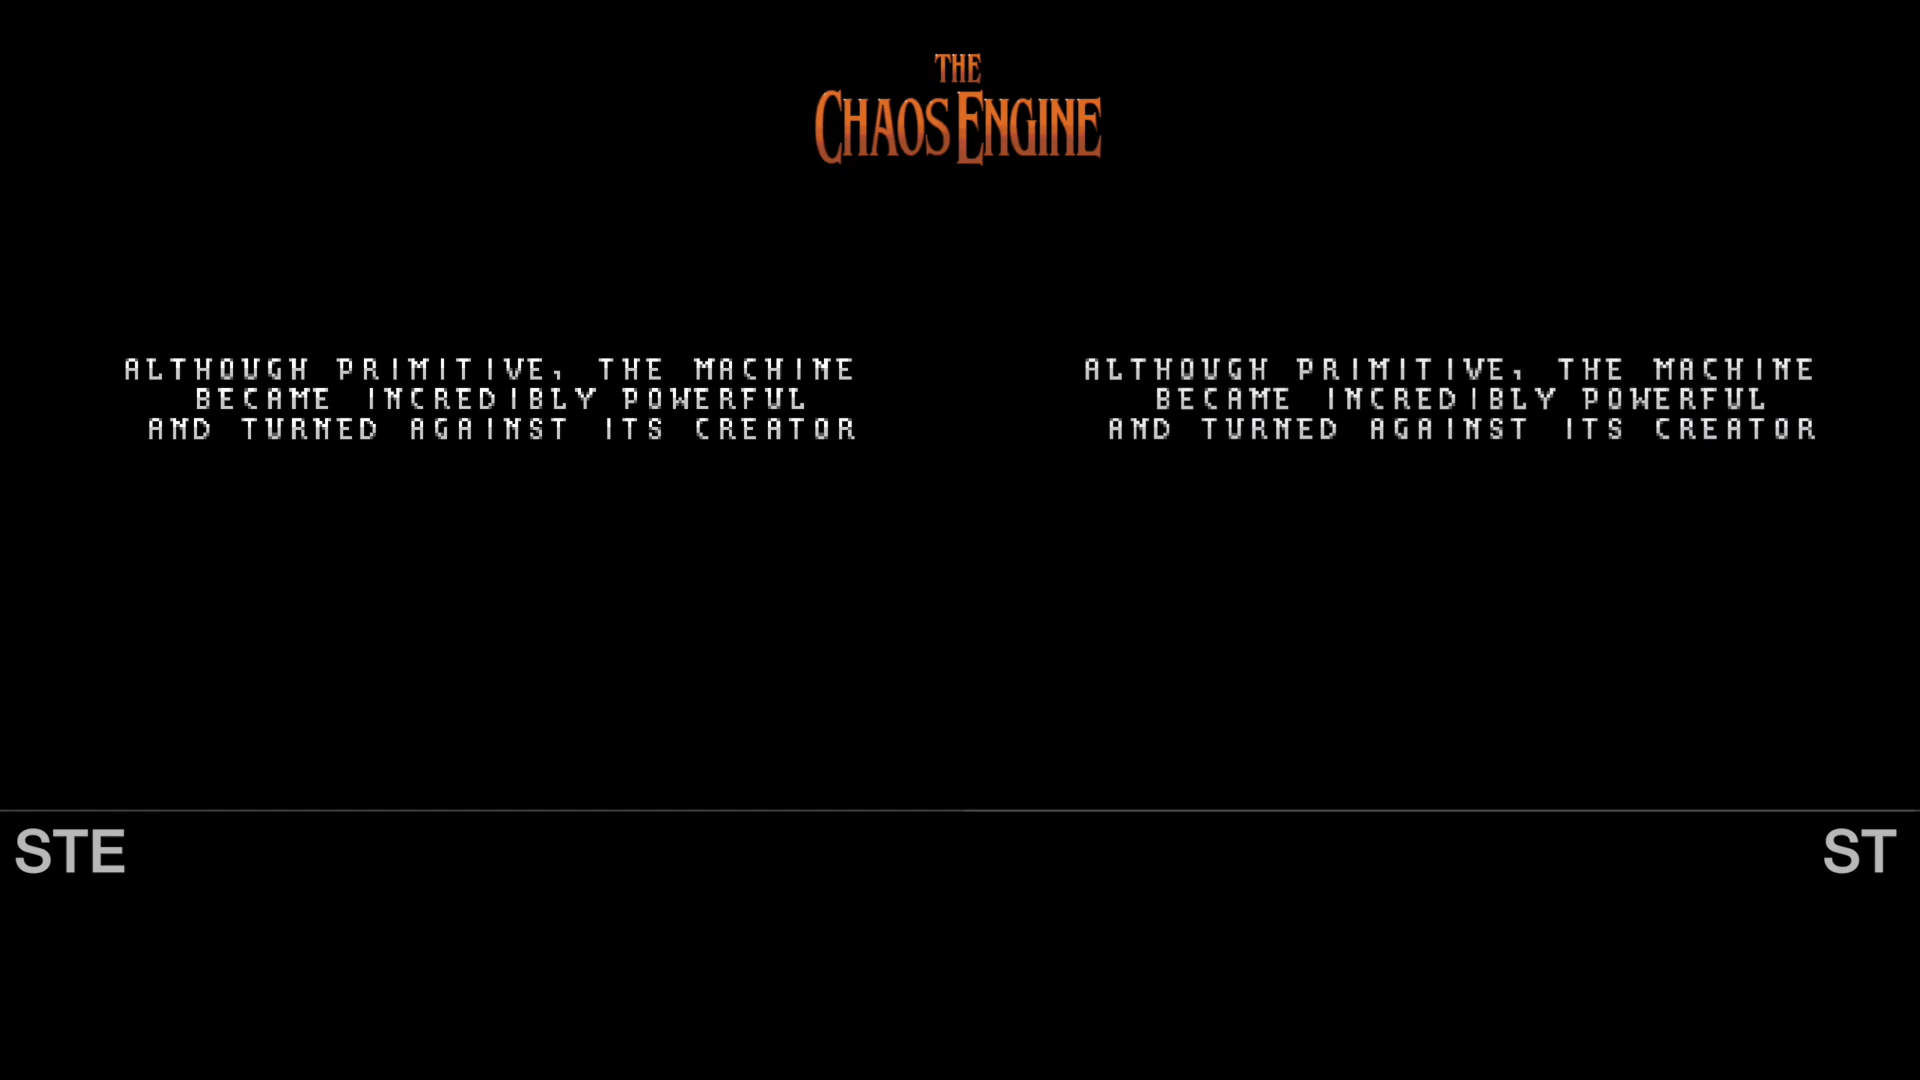 THE
CHAOS ENGINE
ALTHOUGH PRIMITIVE, THE MACHINE
BECAME INCREDIBLY POWERFUL
AND TURNED AGAINST ITS CREATOR
ALTHOUGH PRIMITIVE, THE MACHINE
BECAME INCREDIBLY POWERFUL
AND TURNED AGAINST ITS CREATOR
STE
ST